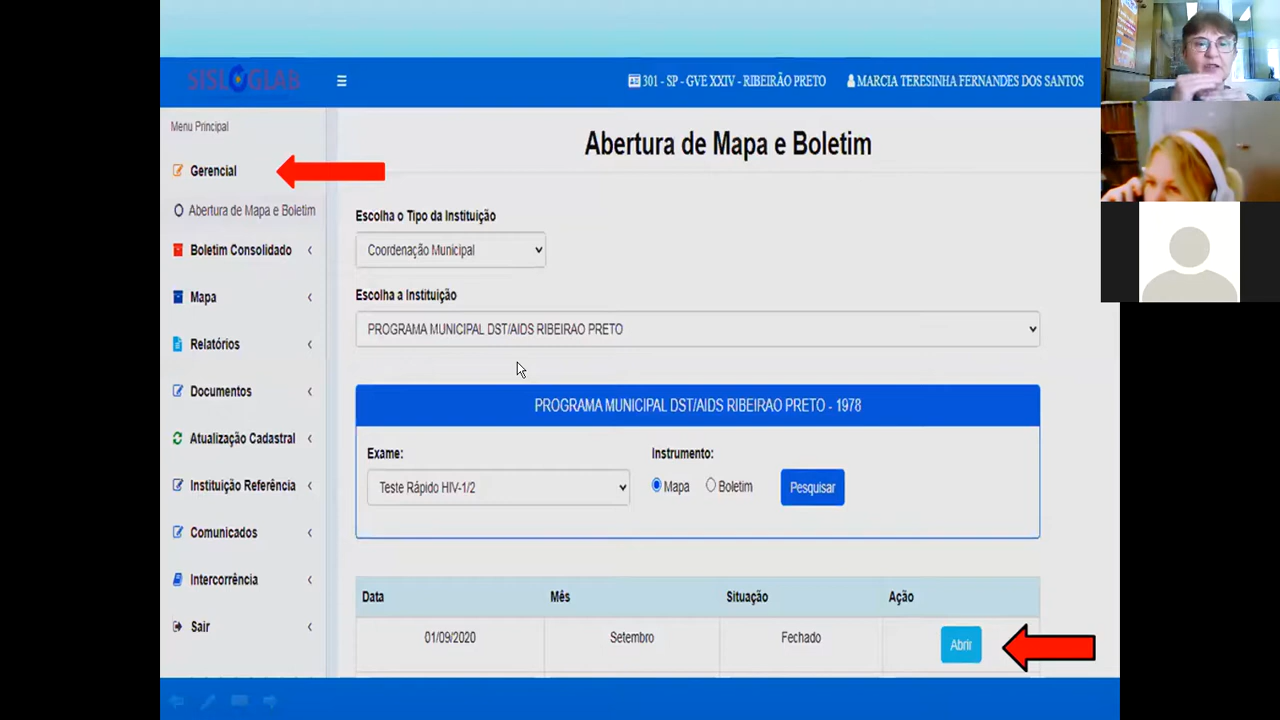 SISLOGLAB
301 - SP - GVE XXIV - RIBEIRÃO PRETO
MARCIA TERESINHA FERNANDES DOS SANTOS
Menu Principal
Gerencial
Abertura de Mapa e Boletim
Boletim Consolidado
Mapa
Relatórios
Documentos
Atualização Cadastral
Instituição Referência
Comunicados
Intercorrência
Sair
Abertura de Mapa e Boletim
Escolha o Tipo da Instituição
Coordenação Municipal
Escolha a Instituição
PROGRAMA MUNICIPAL DST/AIDS RIBEIRAO PRETO
PROGRAMA MUNICIPAL DST/AIDS RIBEIRAO PRETO - 1978
Exame: Instrumento:
Teste Rápido HIV-1/2 Mapa Boletim Pesquisar
Data Mês Situação Ação
01/09/2020 Setembro Fechado Abrir